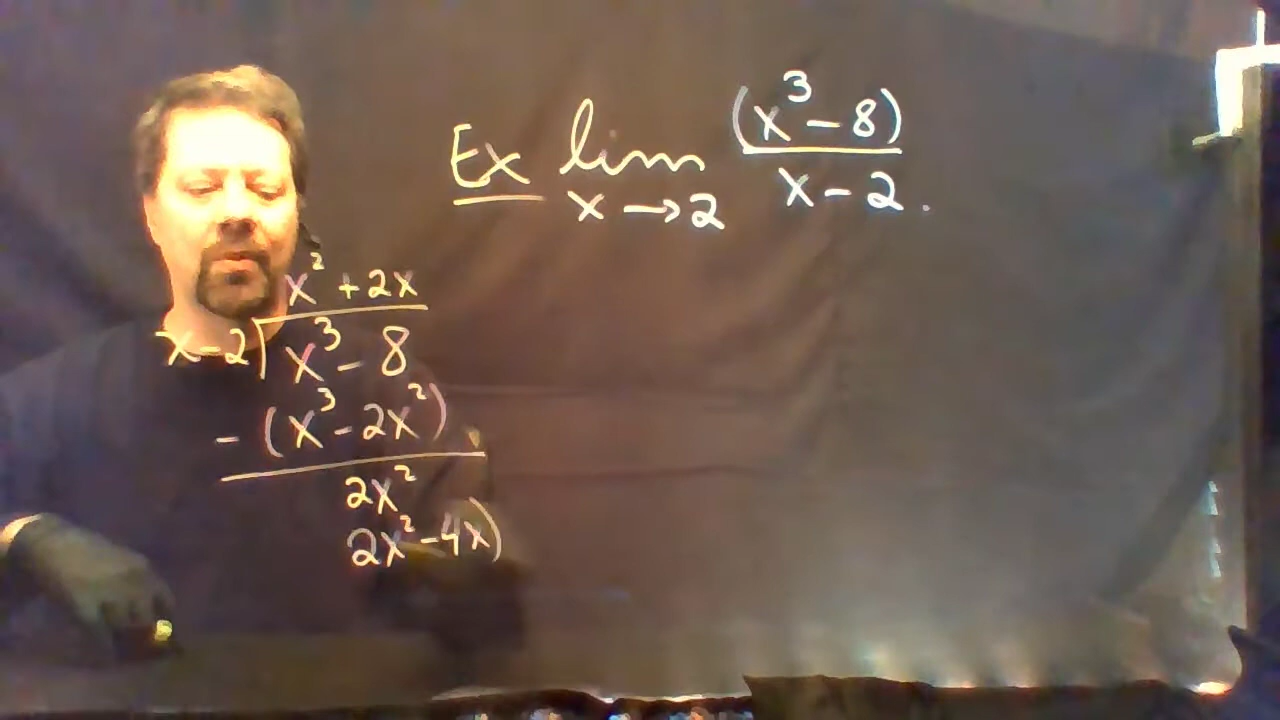 Ex lim x→2 (x³-8)/x-2.
x² +2x
x-2)x³-8
-(x³-2x²)
2x²
2x²-4x)